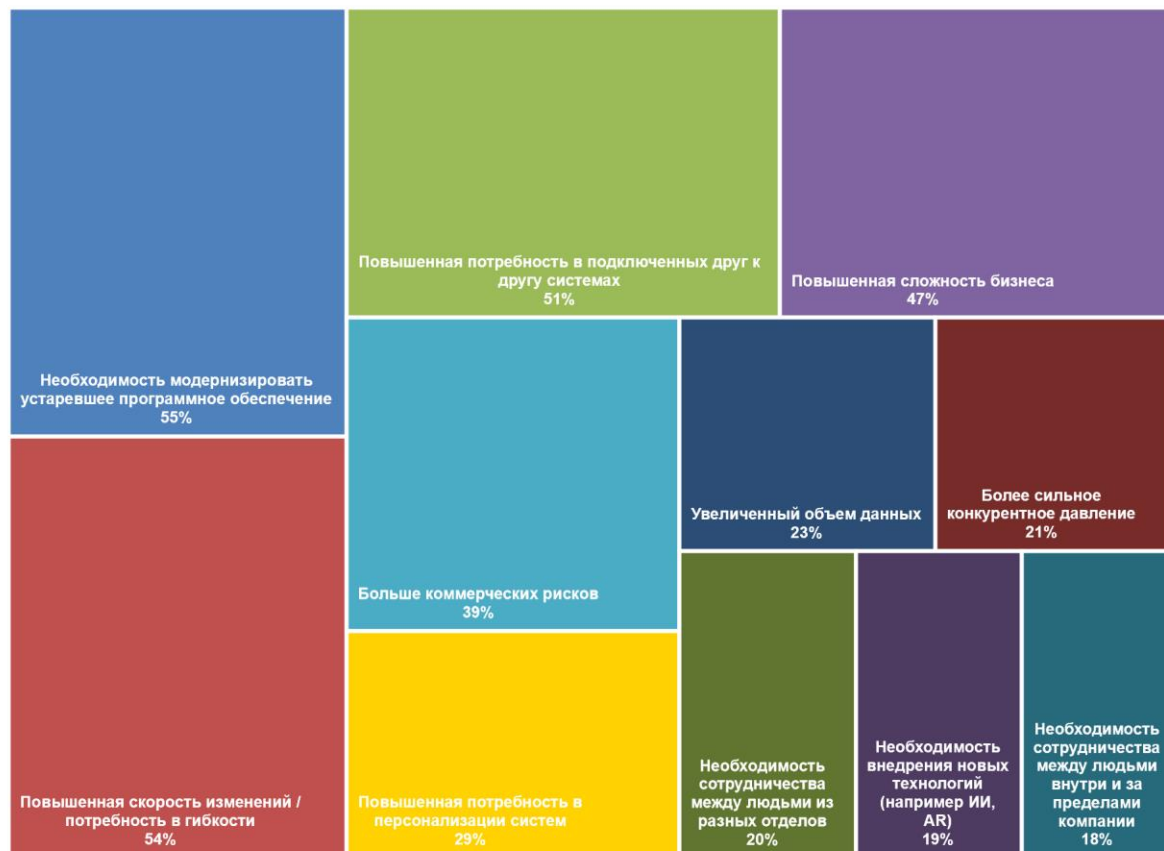 Необходимость модернизировать
устаревшее программное обеспечение
55%
Повышенная потребность в подключенных друг к
другу системах
51%
Повышенная сложность бизнеса
47%
Повышенная скорость изменений /
потребность в гибкости
54%
Больше коммерческих рисков
39%
Повышенная потребность в
персонализации систем
29%
Увеличенный объем данных
23%
Более сильное
конкурентное давление
21%
Необходимость
сотрудничества
между людьми из
разных отделов
20%
Необходимость
внедрения новых
технологий
(например ИИ,
AR)
19%
Необходимость
сотрудничества
между людьми
внутри и за
пределами
компании
18%